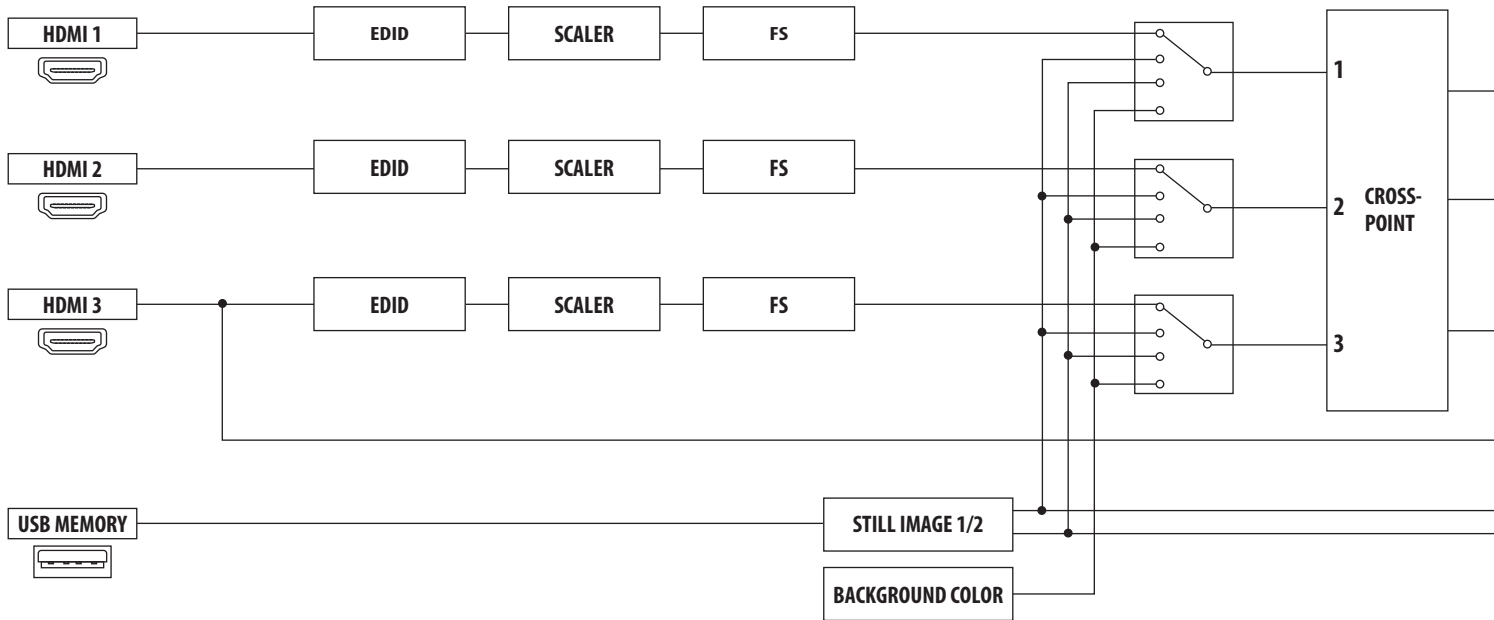 HDMI 1
EDID
SCALER
FS
1
HDMI 2
EDID
SCALER
FS
2
CROSS-
POINT
HDMI 3
EDID
SCALER
FS
3
USB MEMORY
STILL IMAGE 1/2
BACKGROUND COLOR